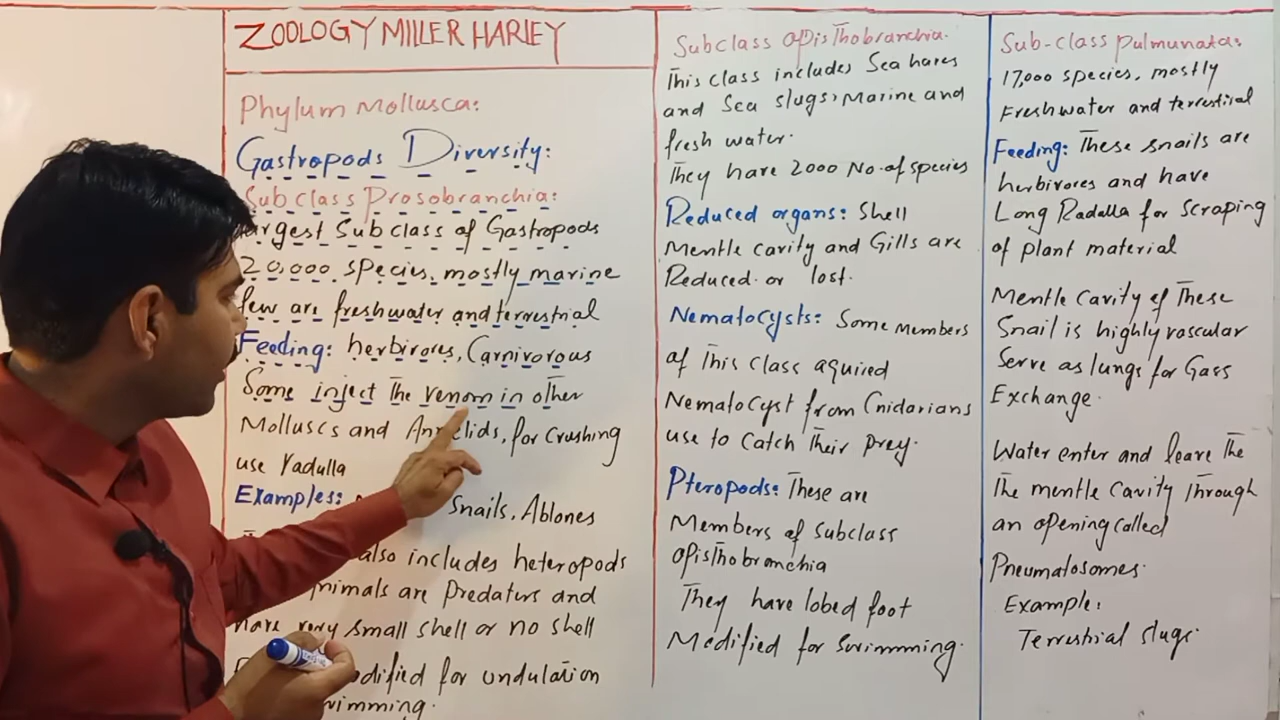 ZOOLOGY MILLER HARLEY
Phylum Mollusca:
Gastropods Diversity:
Subclass Prosobranchia:
largest Subclass of Gastropods
20,000 species, mostly marine
few are freshwater and terrestrial
Feeding: herbivores, Carnivorous
Some inject The venom in other
Molluscs and Annelids, for Crushing
use radulla
Examples: Snails, Ablones
also includes heteropods
animals are Predators and
have very small shell or no shell
modified for undulation
swimming.
Subclass Opisthobranchia.
This class includes Sea hares
and Sea slugs, Marine and
fresh water.
They have 2000 No. of species
Reduced organs: Shell
Mentle cavity and Gills are
Reduced or lost.
Nematocysts: Some members
of This class aquired
Nematocyst from Cnidarians
use to Catch Their prey.
Pteropods: These are
Members of subclass
Opisthobronchia
They have lobed foot
Modified for swimming.
Sub-class Pulmunata:
17,000 species, mostly
Freshwater and terrestiral
Feeding: These snails are
herbivores and have
Long Radalla for Scraping
of plant material
Mentle Cavity of These
Snail is highly vascular
Serve as lungs for Gass
Exchange.
Water enter and leave The
The mentle Cavity Through
an opening called
Pneumatosomes.
Example:
Terrestrial slugs.